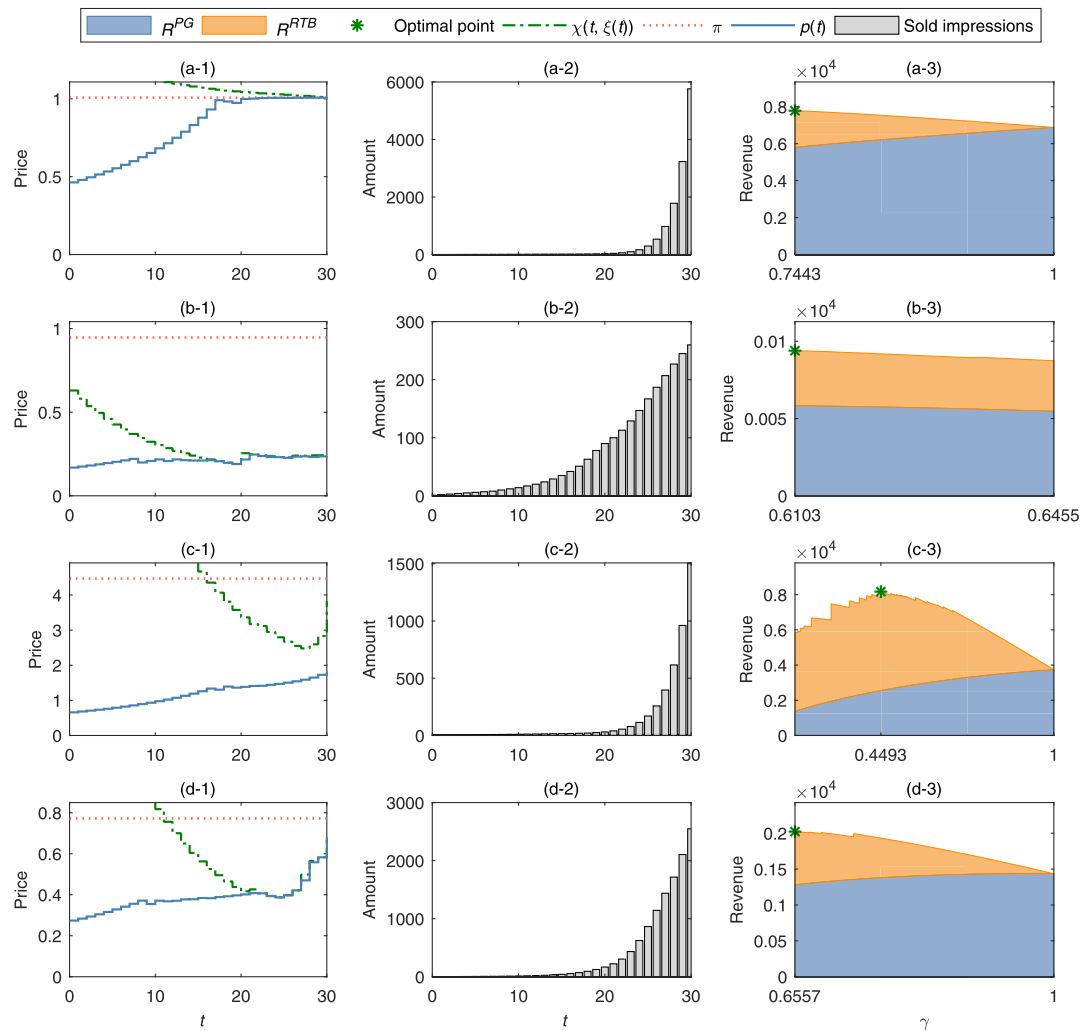 R^PG R^RTB Optimal point χ(t, ξ(t)) π p(t) Sold impressions
(a-1) (a-2) (a-3)
Price
1
0.5
0
0 10 20 30
Amount
6000
4000
2000
0
0 10 20 30
Revenue
×10^4
0.8
0.6
0.4
0.2
0
0.7443 1
(b-1) (b-2) (b-3)
Price
1
0.5
0
0 10 20 30
Amount
300
200
100
0
0 10 20 30
Revenue
×10^4
0.01
0.005
0
0.6103 0.6455
(c-1) (c-2) (c-3)
Price
4
3
2
1
0
0 10 20 30
Amount
1500
1000
500
0
0 10 20 30
Revenue
×10^4
0.8
0.6
0.4
0.2
0
0.4493 1
(d-1) (d-2) (d-3)
Price
0.8
0.6
0.4
0.2
0
0 10 20 30
t
Amount
3000
2000
1000
0
0 10 20 30
t
Revenue
×10^4
0.2
0.15
0.1
0.05
0
0.6557 1
γ